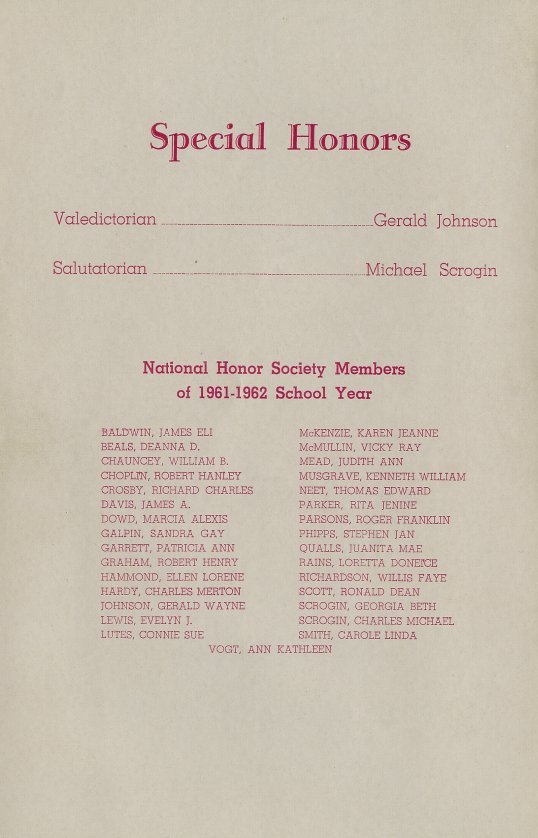 Special Honors
Valedictorian Gerald Johnson
Salutatorian Michael Scrogin
National Honor Society Members
of 1961-1962 School Year
BALDWIN, JAMES ELI
BEALS, DEANNA D.
CHAUNCEY, WILLIAM B.
CHOPLIN, ROBERT HANLEY
CROSBY, RICHARD CHARLES
DAVIS, JAMES A.
DOWD, MARCIA ALEXIS
GALPIN, SANDRA GAY
GARRETT, PATRICIA ANN
GRAHAM, ROBERT HENRY
HAMMOND, ELLEN LORENE
HARDY, CHARLES MERTON
JOHNSON, GERALD WAYNE
LEWIS, EVELYN J.
LUTES, CONNIE SUE
McKENZIE, KAREN JEANNE
McMULLIN, VICKY RAY
MEAD, JUDITH ANN
MUSGRAVE, KENNETH WILLIAM
NEET, THOMAS EDWARD
PARKER, RITA JENINE
PARSONS, ROGER FRANKLIN
PHIPPS, STEPHEN JAN
QUALLS, JUANITA MAE
RAINS, LORETTA
RICHARDSON, WILLIS FAYE
SCOTT, RONALD DEAN
SCROGIN, GEORGIA BETH
SCROGIN, CHARLES MICHAEL
SMITH, CAROLE LINDA
VOGT, ANN KATHLEEN